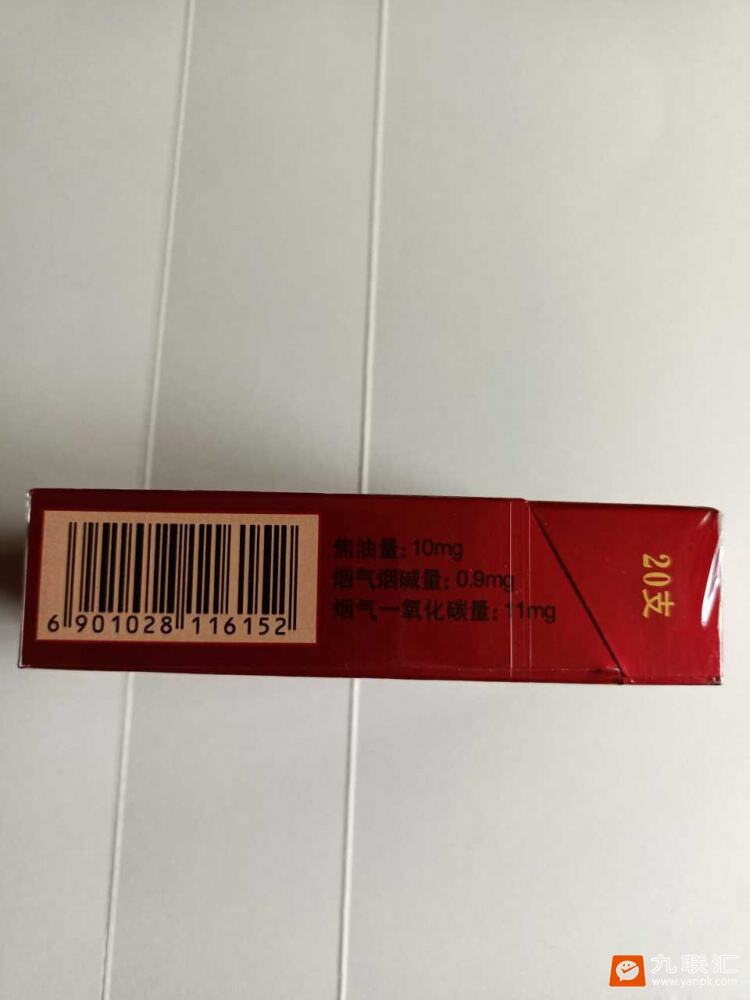 焦油量：10mg
烟气烟碱量：0.9mg
烟气一氧化碳量：11mg
20支
6 901028 116152
九联汇
www.yanpk.com